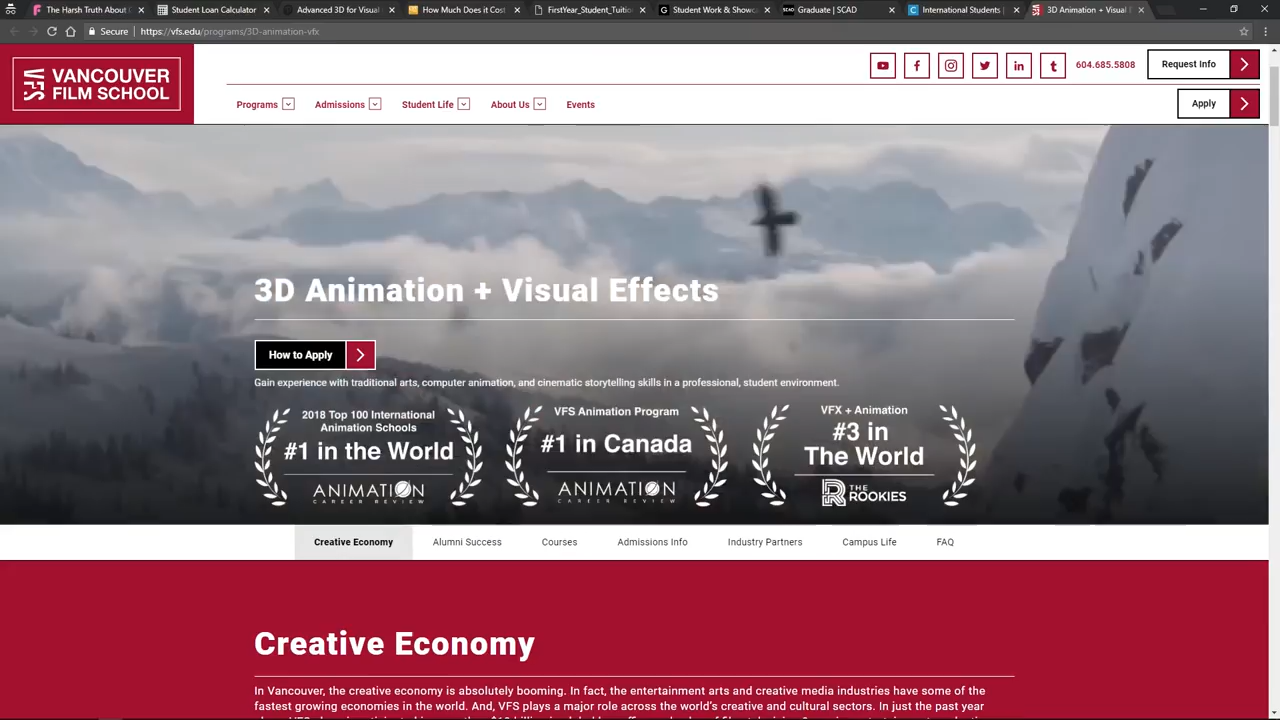 The Harsh Truth About C
Student Loan Calculator
Advanced 3D for Visual
How Much Does it Cost
FirstYear_Student_Tuitio
Student Work & Showca
Graduate | SCAD
International Students |
3D Animation + Visual E
Secure | https://vfs.edu/programs/3D-animation-vfx
VFS VANCOUVER
FILM SCHOOL
604.685.5808
Request Info
Programs
Admissions
Student Life
About Us
Events
Apply
3D Animation + Visual Effects
How to Apply
Gain experience with traditional arts, computer animation, and cinematic storytelling skills in a professional, student environment.
2018 Top 100 International
Animation Schools
#1 in the World
ANIMATION
CAREER REVIEW
VFS Animation Program
#1 in Canada
ANIMATION
CAREER REVIEW
VFX + Animation
#3 in
The World
THE
ROOKIES
Creative Economy
Alumni Success
Courses
Admissions Info
Industry Partners
Campus Life
FAQ
Creative Economy
In Vancouver, the creative economy is absolutely booming. In fact, the entertainment arts and creative media industries have some of the
fastest growing economies in the world. And, VFS plays a major role across the world's creative and cultural sectors. In just the past year